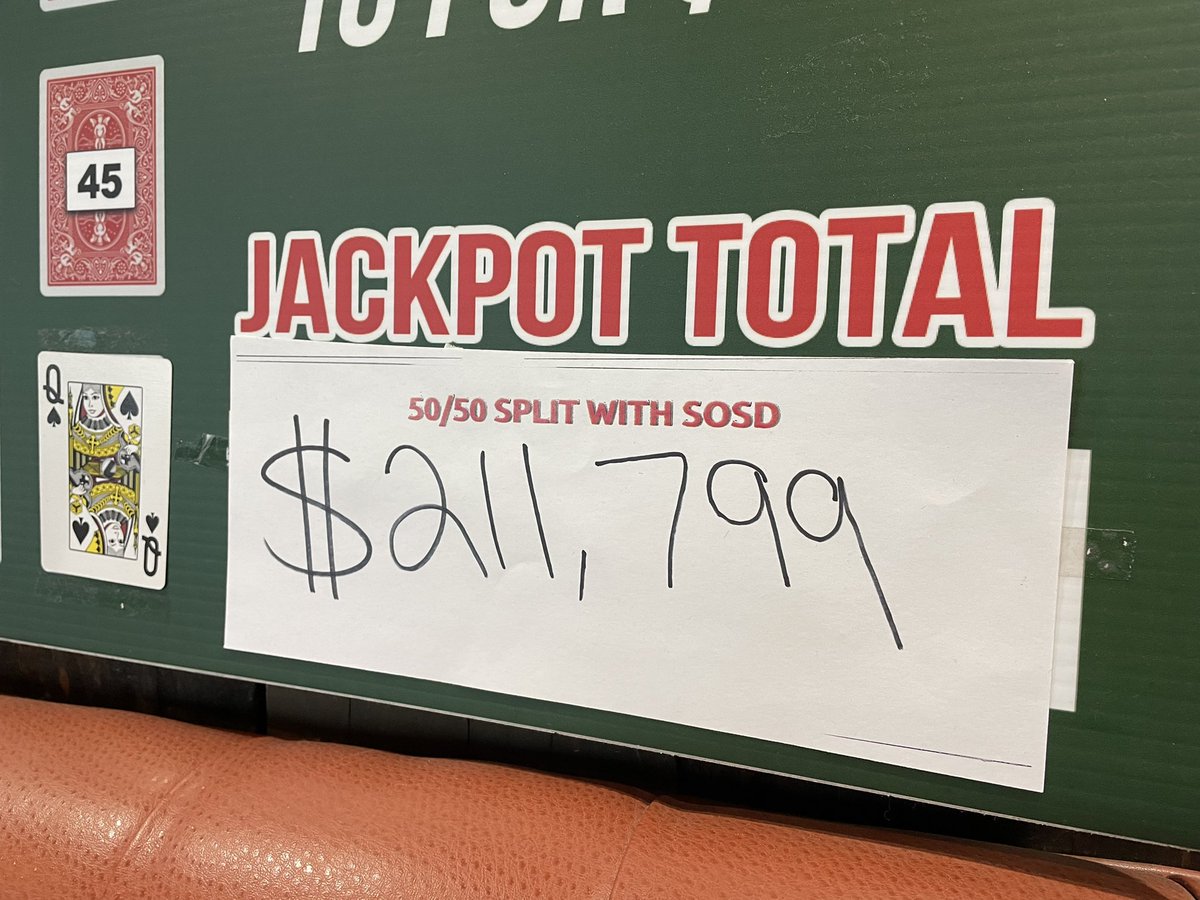 45
Q
Q
JACKPOT TOTAL
50/50 SPLIT WITH SOSD
$211,799